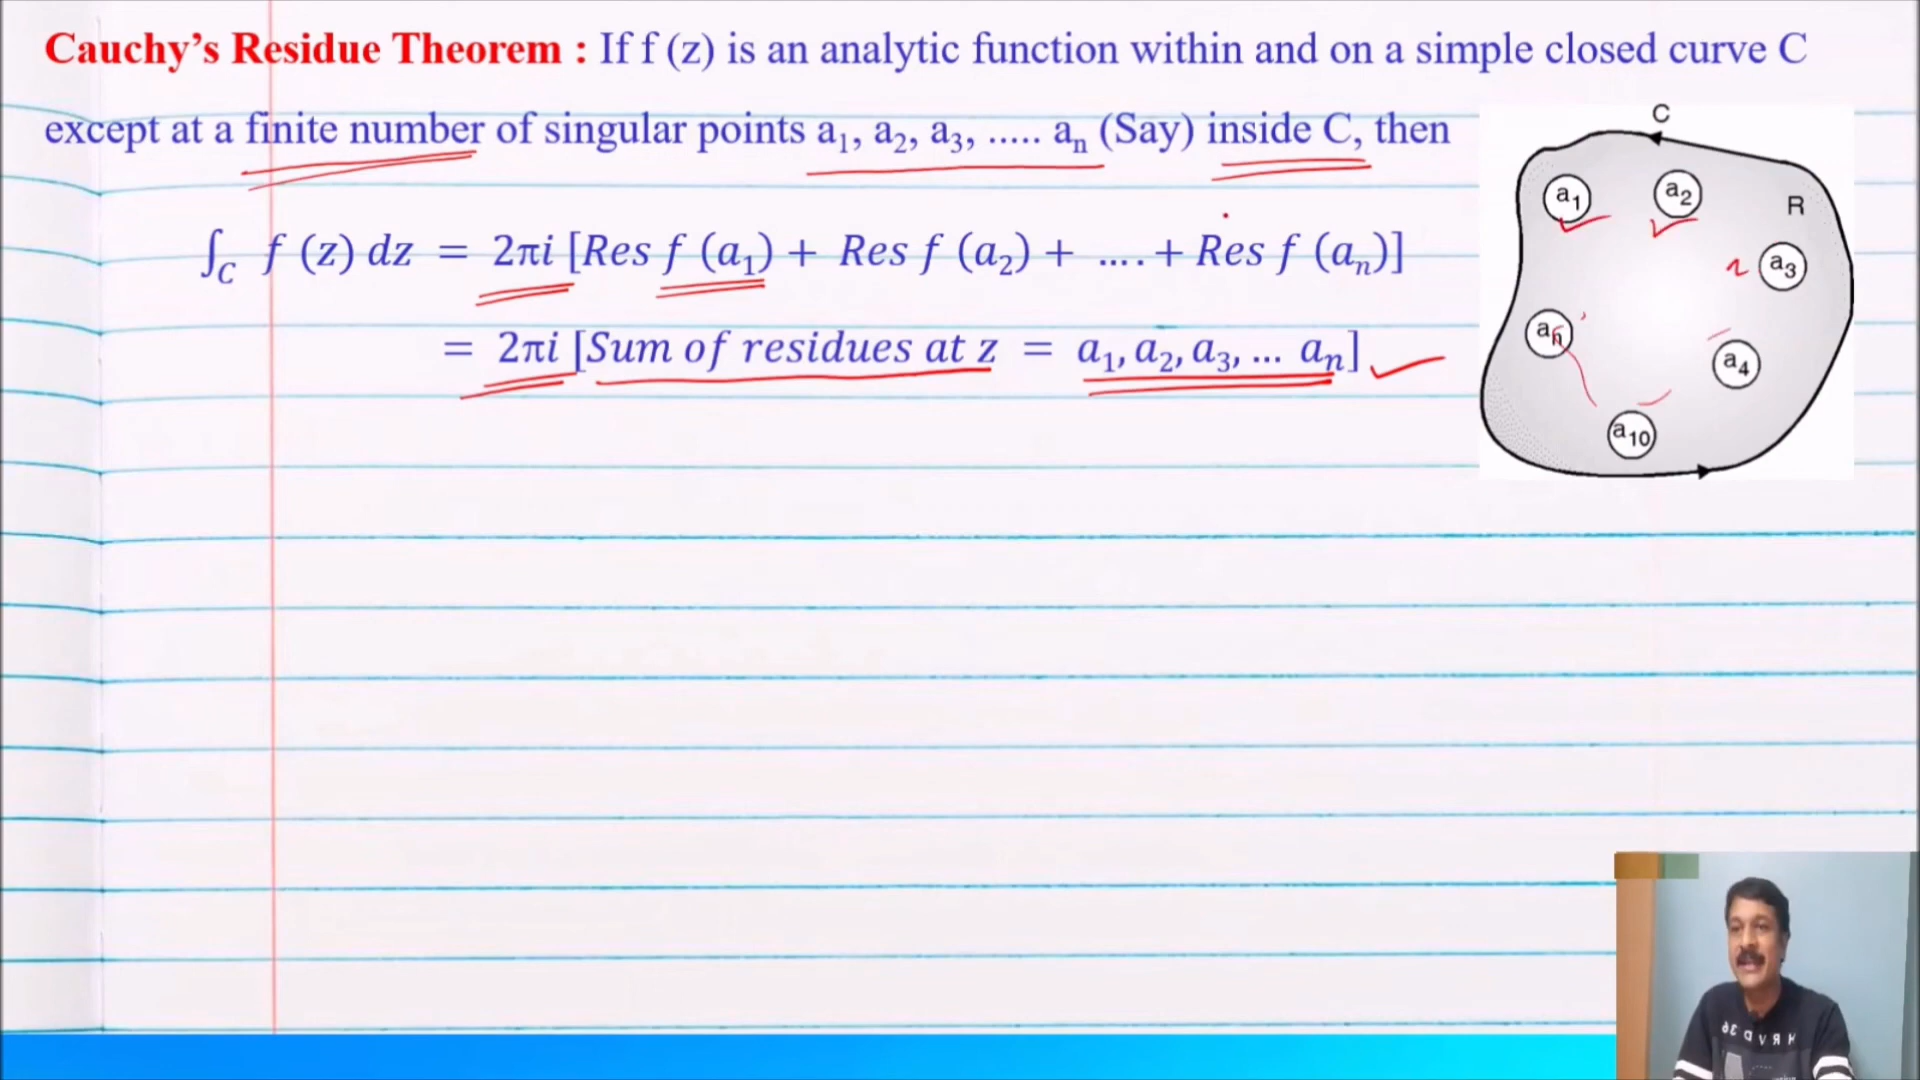 Cauchy’s Residue Theorem : If f (z) is an analytic function within and on a simple closed curve C
except at a finite number of singular points a₁, a₂, a₃, ..... aₙ (Say) inside C, then
∫_C f (z) dz = 2πi [Res f (a₁) + Res f (a₂) + .... + Res f (aₙ)]
= 2πi [Sum of residues at z = a₁, a₂, a₃, ... aₙ]
C
a₁ a₂ R
a₃
a₄
a₁₀